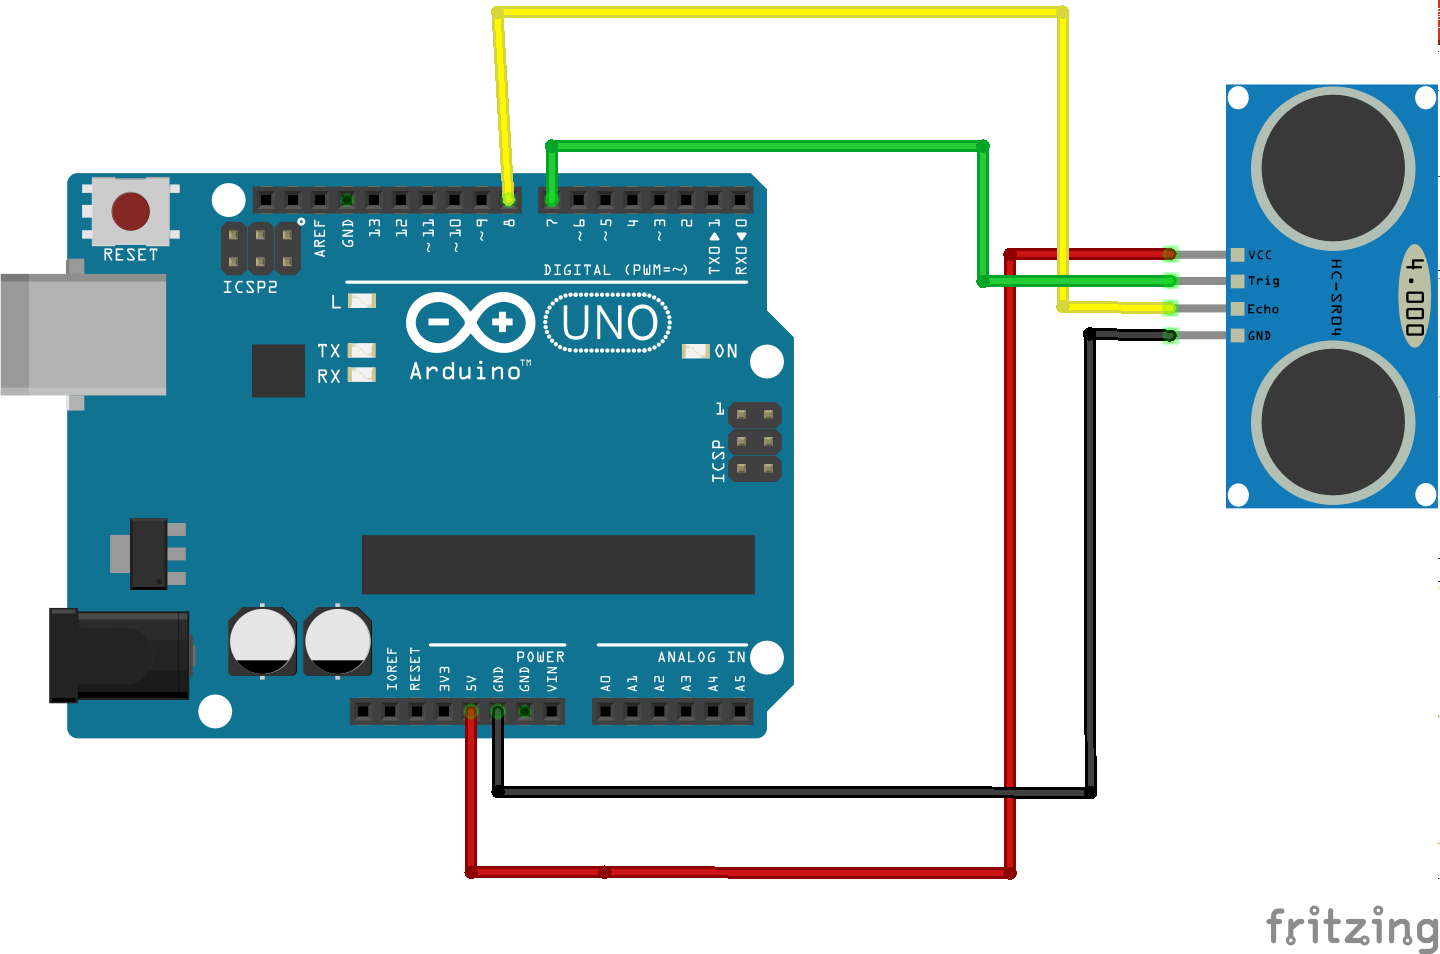 RESET
ICSP2
AREF
GND
13
12
~11
~10
~9
8
7
~6
~5
4
~3
2
TX0▶1
RX0◀0
DIGITAL (PWM=~)
L
TX
RX
UNO
Arduino™
ON
1
ICSP
VCC
Trig
Echo
GND
HC-SR04
4.000
POWER
ANALOG IN
IOREF
RESET
3V3
5V
GND
GND
VIN
A0
A1
A2
A3
A4
A5
fritzing